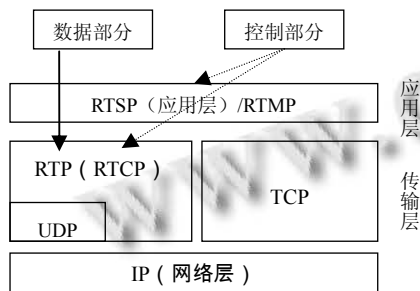 数据部分
控制部分
RTSP（应用层）/RTMP
应用层
RTP（RTCP）
TCP
传输层
UDP
IP（网络层）
www.